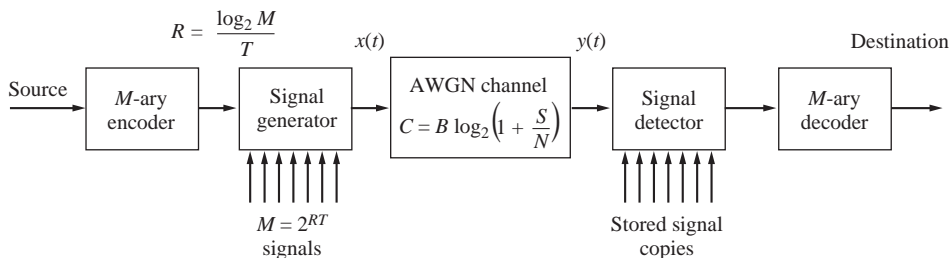 R = log₂ M / T
x(t)
y(t)
Destination
Source
M-ary encoder
Signal generator
AWGN channel
C = B log₂(1 + S/N)
Signal detector
M-ary decoder
M = 2^{RT} signals
Stored signal copies